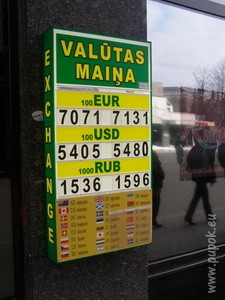 VALŪTAS
MAIŅA
EXCHANGE
100 EUR
7071 7131
100 USD
5405 5480
1000 RUB
1536 1596
© www.pupok.eu